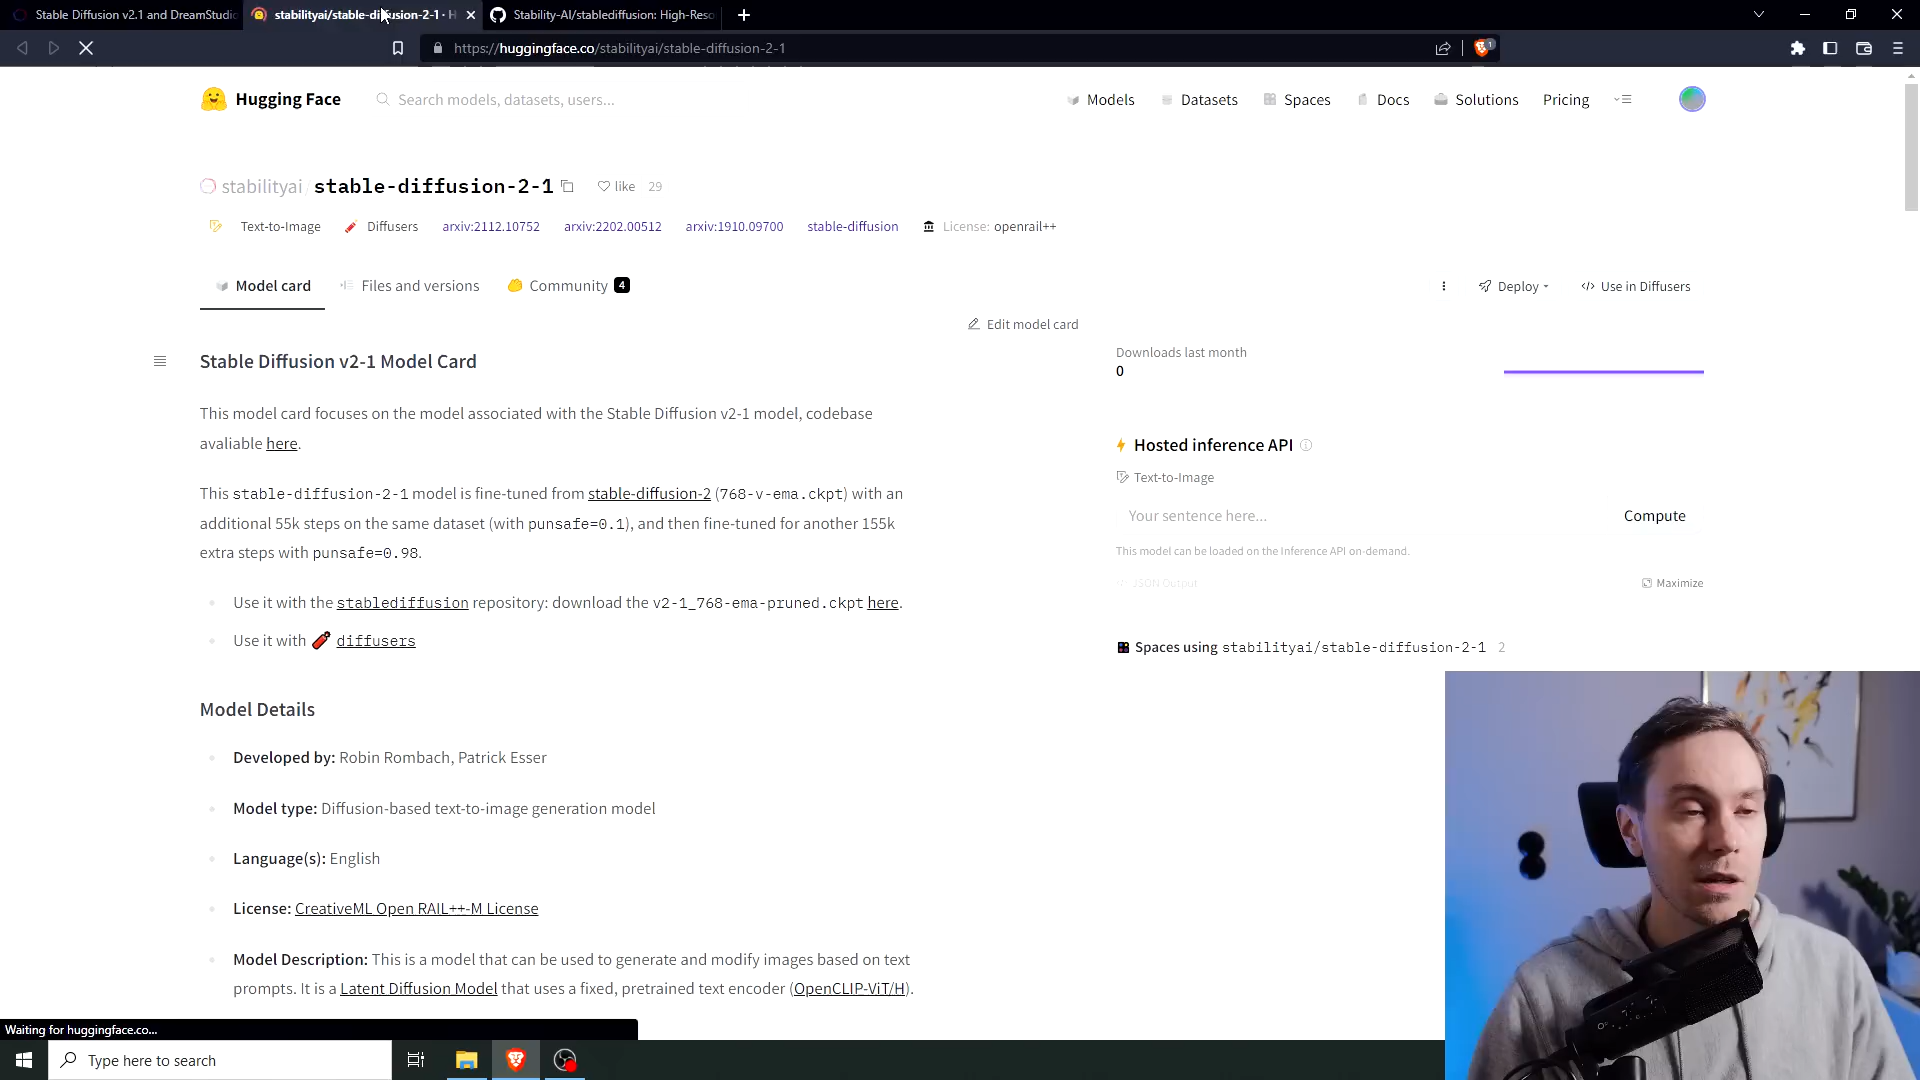 Stable Diffusion v2.1 and DreamStudio
stabilityai/stable-diffusion-2-1 · H
Stability-AI/stablediffusion: High-Reso
https://huggingface.co/stabilityai/stable-diffusion-2-1
1
Hugging Face
Search models, datasets, users...
Models
Datasets
Spaces
Docs
Solutions
Pricing
stabilityai/ stable-diffusion-2-1
like 29
Text-to-Image
Diffusers
arxiv:2112.10752
arxiv:2202.00512
arxiv:1910.09700
stable-diffusion
License: openrail++
Model card
Files and versions
Community 4
Deploy
</> Use in Diffusers
Edit model card
Stable Diffusion v2-1 Model Card
This model card focuses on the model associated with the Stable Diffusion v2-1 model, codebase
avaliable here.
This stable-diffusion-2-1 model is fine-tuned from stable-diffusion-2 (768-v-ema.ckpt) with an
additional 55k steps on the same dataset (with punsafe=0.1), and then fine-tuned for another 155k
extra steps with punsafe=0.98.
Use it with the stablediffusion repository: download the v2-1_768-ema-pruned.ckpt here.
Use it with 🧨 diffusers
Model Details
Developed by: Robin Rombach, Patrick Esser
Model type: Diffusion-based text-to-image generation model
Language(s): English
License: CreativeML Open RAIL++-M License
Model Description: This is a model that can be used to generate and modify images based on text
prompts. It is a Latent Diffusion Model that uses a fixed, pretrained text encoder (OpenCLIP-ViT/H).
Downloads last month
0
Hosted inference API
Text-to-Image
Your sentence here...
Compute
This model can be loaded on the Inference API on-demand.
</> JSON Output
Maximize
Spaces using stabilityai/stable-diffusion-2-1 2
Waiting for huggingface.co...
Type here to search